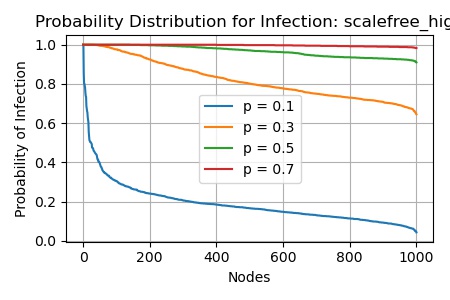 Probability Distribution for Infection: scalefree_hig
1.0
0.8
0.6
0.4
0.2
0.0
Probability of Infection
p = 0.1
p = 0.3
p = 0.5
p = 0.7
0 200 400 600 800 1000
Nodes